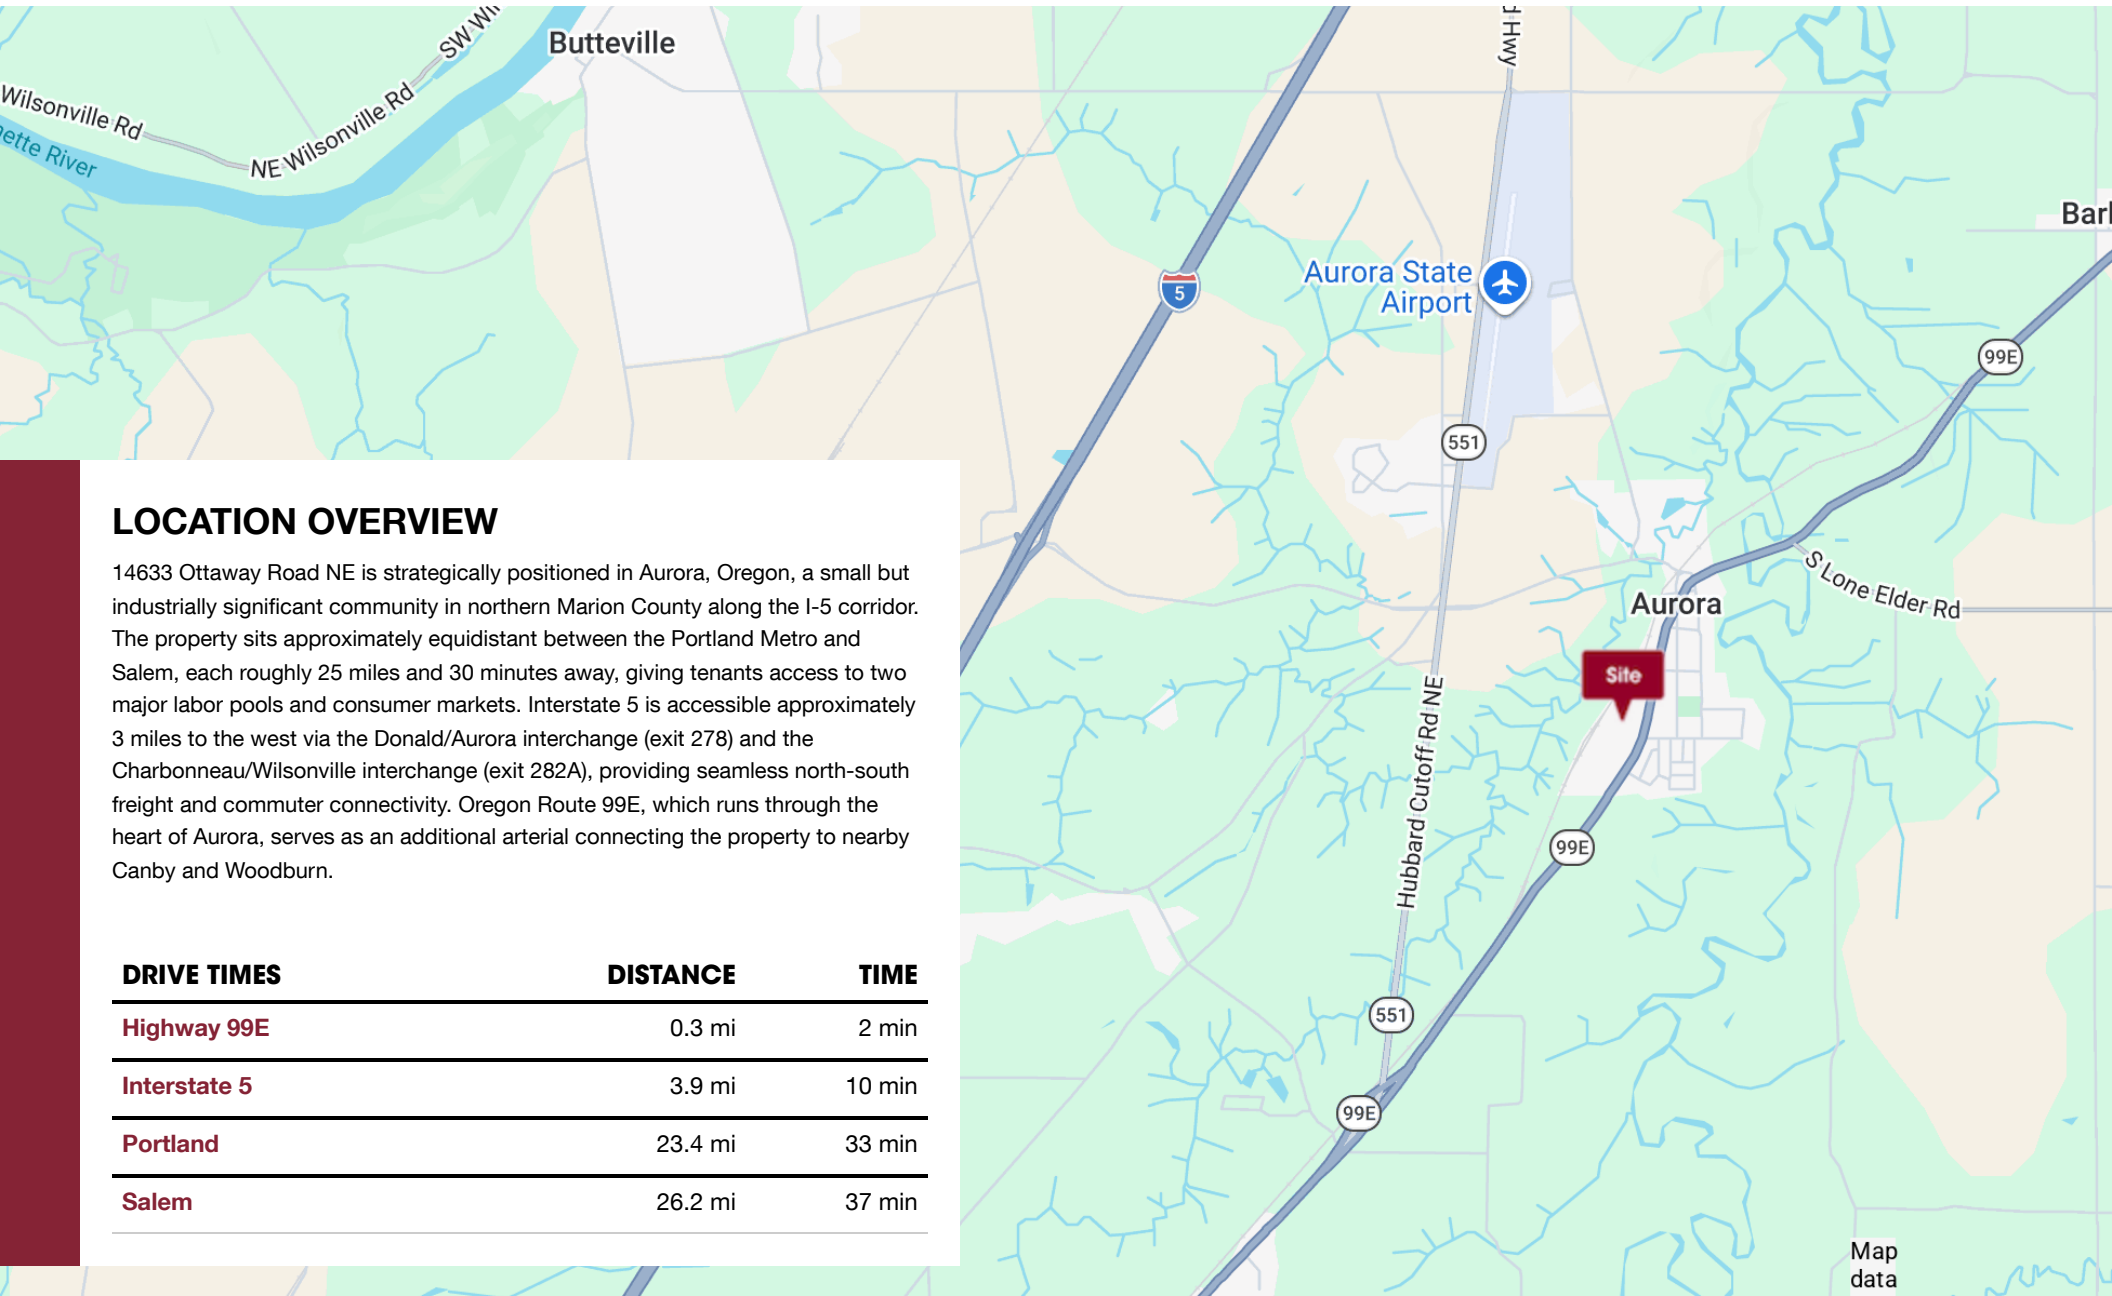 Butteville
SW Wi
Wilsonville Rd
NE Wilsonville Rd
ette River
d Hwy
5
Aurora State
Airport
Barl
99E
551
S Lone Elder Rd
Aurora
Site
Hubbard Cutoff Rd NE
99E
551
99E
LOCATION OVERVIEW
14633 Ottaway Road NE is strategically positioned in Aurora, Oregon, a small but
industrially significant community in northern Marion County along the I-5 corridor.
The property sits approximately equidistant between the Portland Metro and
Salem, each roughly 25 miles and 30 minutes away, giving tenants access to two
major labor pools and consumer markets. Interstate 5 is accessible approximately
3 miles to the west via the Donald/Aurora interchange (exit 278) and the
Charbonneau/Wilsonville interchange (exit 282A), providing seamless north-south
freight and commuter connectivity. Oregon Route 99E, which runs through the
heart of Aurora, serves as an additional arterial connecting the property to nearby
Canby and Woodburn.
DRIVE TIMES DISTANCE TIME
Highway 99E 0.3 mi 2 min
Interstate 5 3.9 mi 10 min
Portland 23.4 mi 33 min
Salem 26.2 mi 37 min
Map
data